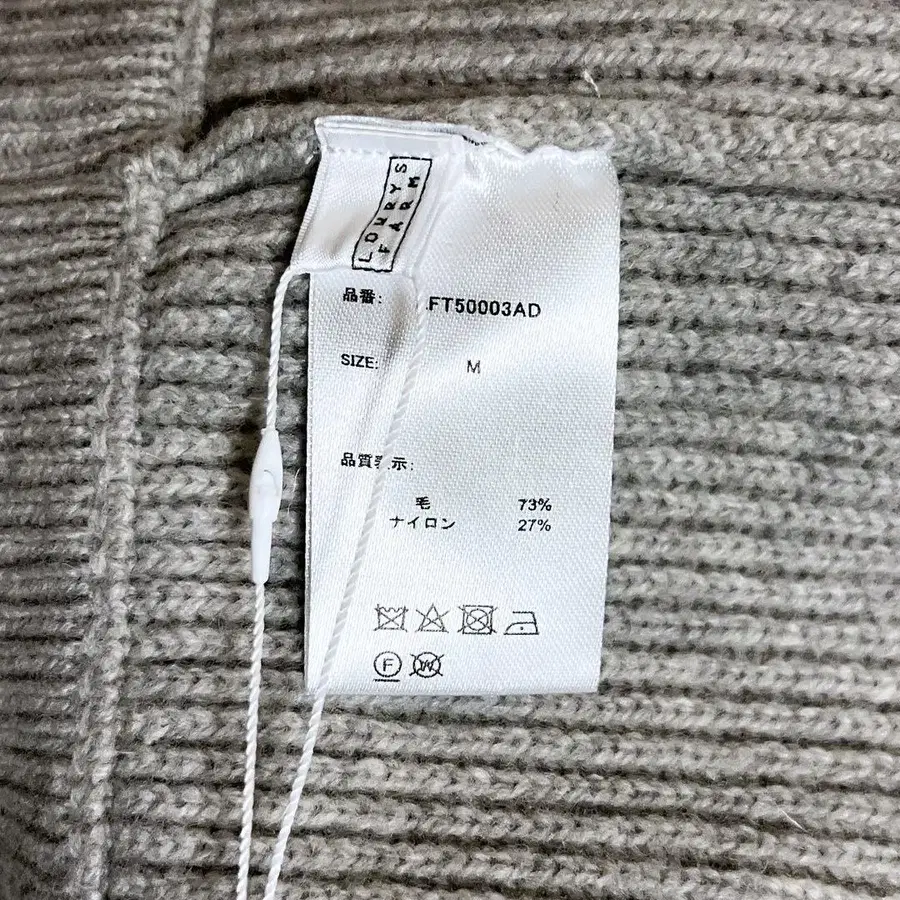 LOWRYS
FARM
品番: .FT50003AD
SIZE: M
品質表示:
毛 73%
ナイロン 27%
F W